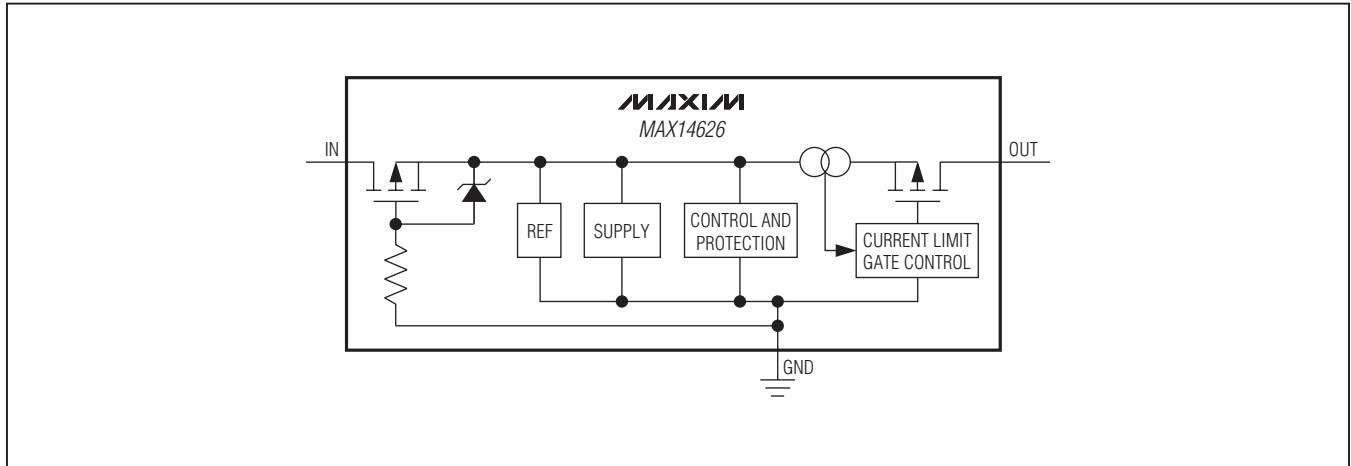 MAXIM
MAX14626
IN
OUT
REF
SUPPLY
CONTROL AND
PROTECTION
CURRENT LIMIT
GATE CONTROL
GND